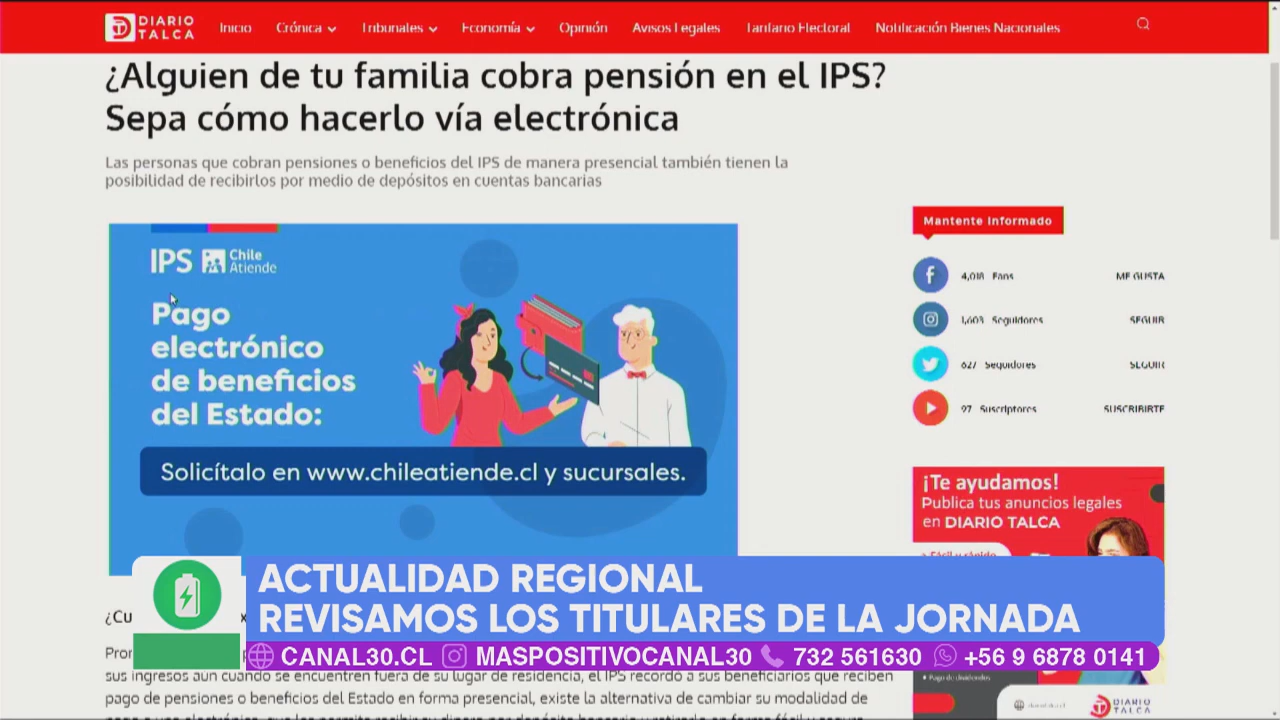 DIARIO
TALCA
Inicio
Crónica
Tribunales
Economía
Opinión
Avisos Legales
Tarifario Electoral
Notificación Bienes Nacionales
¿Alguien de tu familia cobra pensión en el IPS?
Sepa cómo hacerlo vía electrónica
Las personas que cobran pensiones o beneficios del IPS de manera presencial también tienen la
posibilidad de recibirlos por medio de depósitos en cuentas bancarias
IPS
Chile
Atiende
Pago
electrónico
de beneficios
del Estado:
Solicítalo en www.chileatiende.cl y sucursales.
Mantente Informado
4,018 Fans
ME GUSTA
1,603 Seguidores
SEGUIR
627 Seguidores
SEGUIR
97 Suscriptores
SUSCRIBIRTE
¡Te ayudamos!
Publica tus anuncios legales
en DIARIO TALCA
Fácil y rápido
ACTUALIDAD REGIONAL
REVISAMOS LOS TITULARES DE LA JORNADA
CANAL30.CL
MASPOSITIVOCANAL30
732 561630
+56 9 6878 0141
sus ingresos aún cuando se encuentren fuera de su lugar de residencia, el IPS recordó a sus beneficiarios que reciben
pago de pensiones o beneficios del Estado en forma presencial, existe la alternativa de cambiar su modalidad de
• Pago de dividendos
DIARIO
TALCA